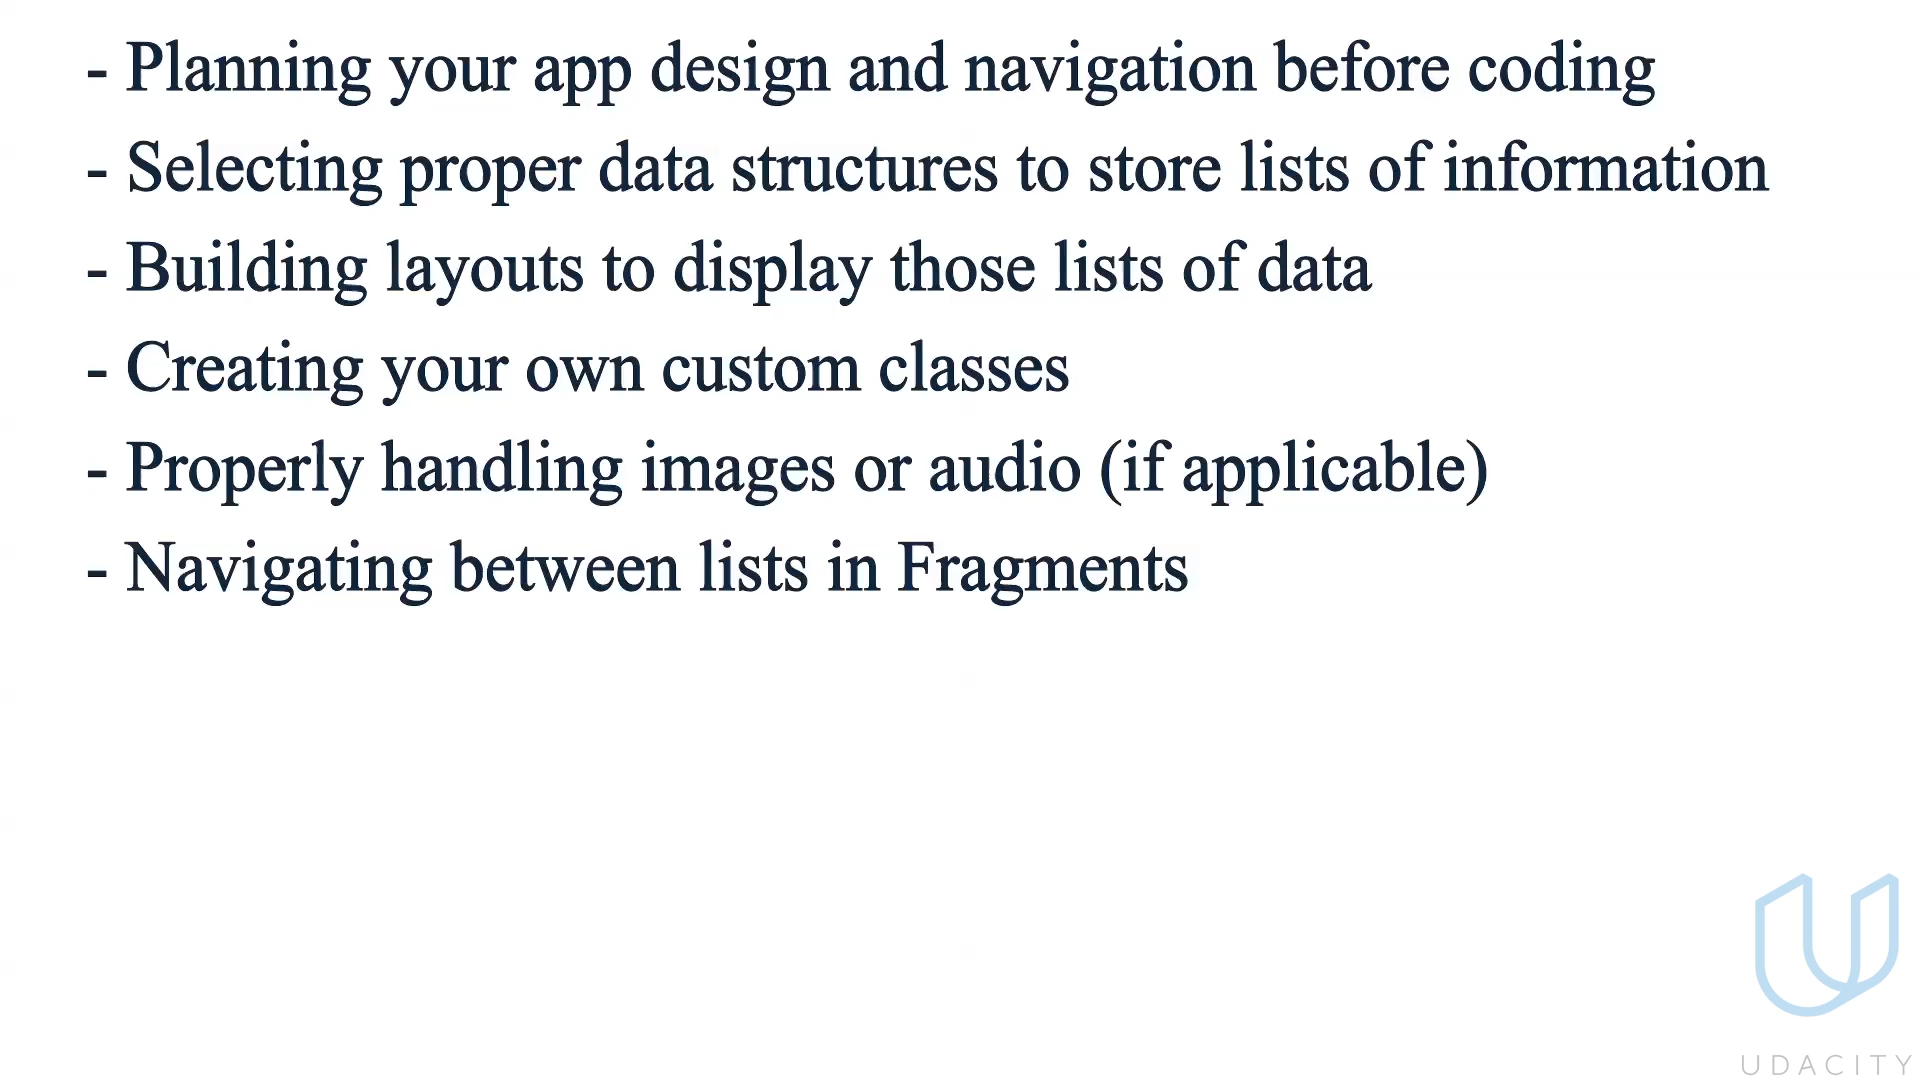 - Planning your app design and navigation before coding
- Selecting proper data structures to store lists of information
- Building layouts to display those lists of data
- Creating your own custom classes
- Properly handling images or audio (if applicable)
- Navigating between lists in Fragments
UDACITY